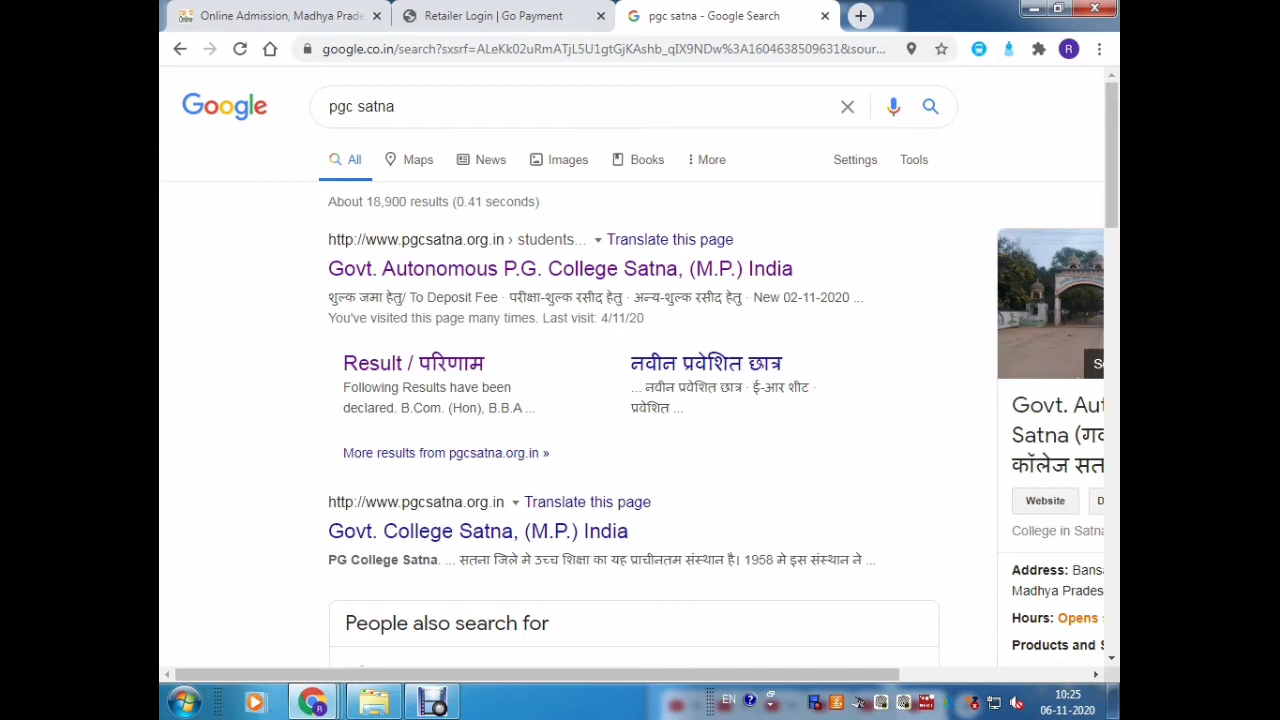 Online Admission, Madhya Prade
Retailer Login | Go Payment
pgc satna - Google Search
google.co.in/search?sxsrf=ALeKk02uRmATjL5U1gtGjKAshb_qIX9NDw%3A1604638509631&sour...
R
Google
pgc satna
All
Maps
News
Images
Books
More
Settings
Tools
About 18,900 results (0.41 seconds)
http://www.pgcsatna.org.in › students... Translate this page
Govt. Autonomous P.G. College Satna, (M.P.) India
शुल्क जमा हेतु/ To Deposit Fee · परीक्षा-शुल्क रसीद हेतु · अन्य-शुल्क रसीद हेतु · New 02-11-2020 ...
You've visited this page many times. Last visit: 4/11/20
Result / परिणाम
Following Results have been
declared. B.Com. (Hon), B.B.A ...
नवीन प्रवेशित छात्र
... नवीन प्रवेशित छात्र · ई-आर शीट ·
प्रवेशित ...
More results from pgcsatna.org.in »
http://www.pgcsatna.org.in Translate this page
Govt. College Satna, (M.P.) India
PG College Satna. ... सतना जिले मे उच्च शिक्षा का यह प्राचीनतम संस्थान है। 1958 मे इस संस्थान ने ...
People also search for
Govt. Aut
Satna (गव
कॉलेज सत
Website
D
College in Satna
Address: Bans
Madhya Prades
Hours: Opens
Products and S
EN
10:25
06-11-2020